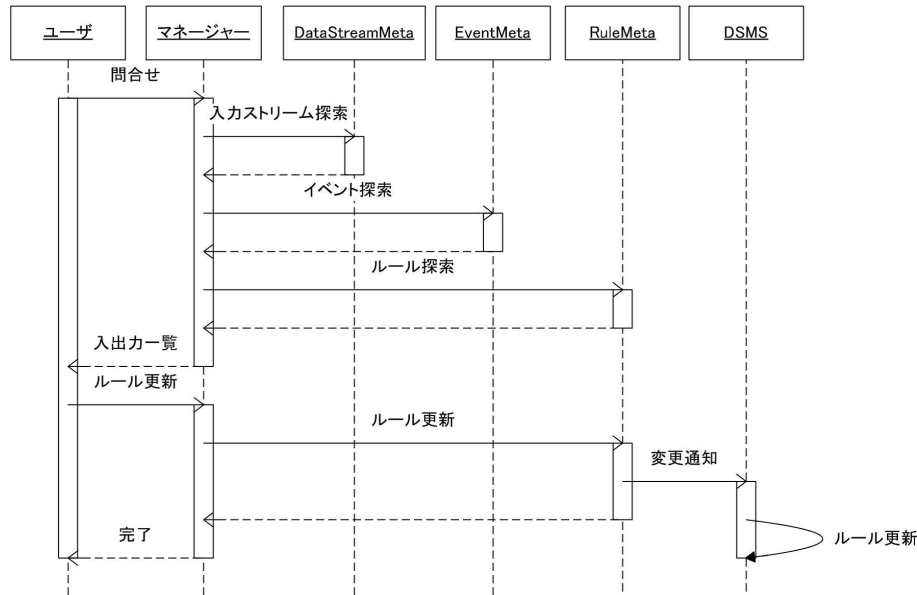 ユーザ
マネージャー
DataStreamMeta
EventMeta
RuleMeta
DSMS
問合せ
入力ストリーム探索
イベント探索
ルール探索
入出力一覧
ルール更新
ルール更新
変更通知
完了
ルール更新